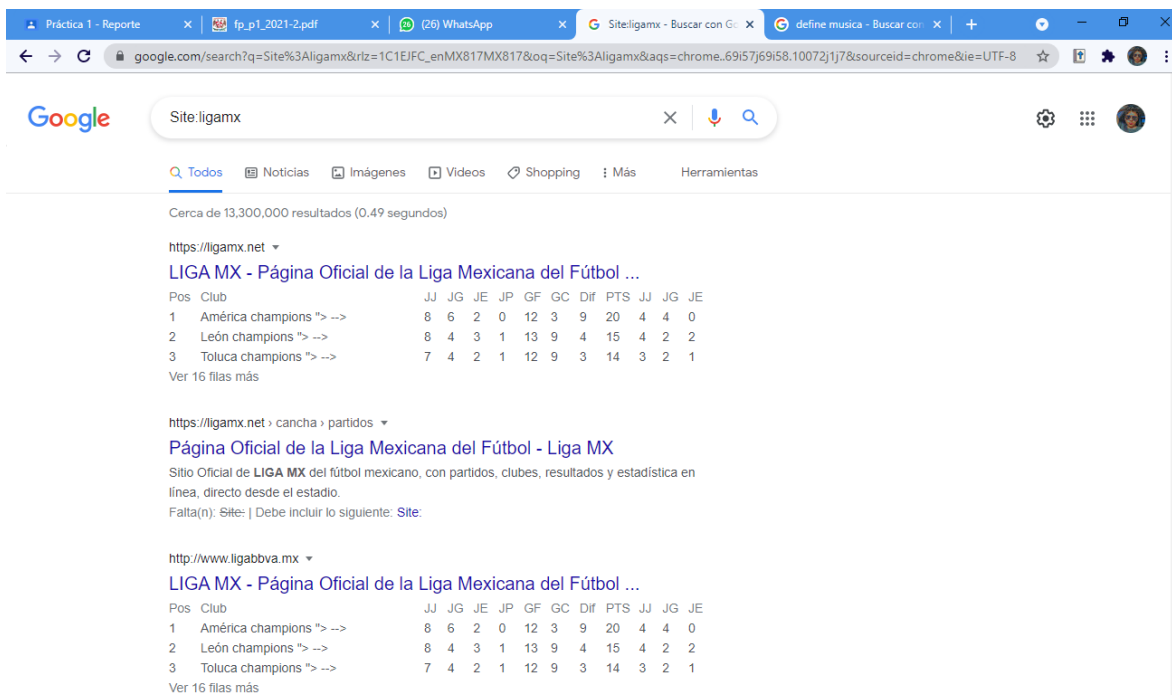 Práctica 1 - Reporte
fp_p1_2021-2.pdf
26 (26) WhatsApp
Site:ligamx - Buscar con Go
define musica - Buscar con
google.com/search?q=Site%3Aligamx&rlz=1C1EJFC_enMX817MX817&oq=Site%3Aligamx&aqs=chrome..69i57j69i58.10072j1j7&sourceid=chrome&ie=UTF-8
Google
Site:ligamx
Todos Noticias Imágenes Videos Shopping Más Herramientas
Cerca de 13,300,000 resultados (0.49 segundos)
https://ligamx.net
LIGA MX - Página Oficial de la Liga Mexicana del Fútbol ...
Pos Club JJ JG JE JP GF GC Dif PTS JJ JG JE
1 América champions "> --> 8 6 2 0 12 3 9 20 4 4 0
2 León champions "> --> 8 4 3 1 13 9 4 15 4 2 2
3 Toluca champions "> --> 7 4 2 1 12 9 3 14 3 2 1
Ver 16 filas más
https://ligamx.net › cancha › partidos
Página Oficial de la Liga Mexicana del Fútbol - Liga MX
Sitio Oficial de LIGA MX del fútbol mexicano, con partidos, clubes, resultados y estadística en
línea, directo desde el estadio.
Falta(n): Site: | Debe incluir lo siguiente: Site:
http://www.ligabbva.mx
LIGA MX - Página Oficial de la Liga Mexicana del Fútbol ...
Pos Club JJ JG JE JP GF GC Dif PTS JJ JG JE
1 América champions "> --> 8 6 2 0 12 3 9 20 4 4 0
2 León champions "> --> 8 4 3 1 13 9 4 15 4 2 2
3 Toluca champions "> --> 7 4 2 1 12 9 3 14 3 2 1
Ver 16 filas más